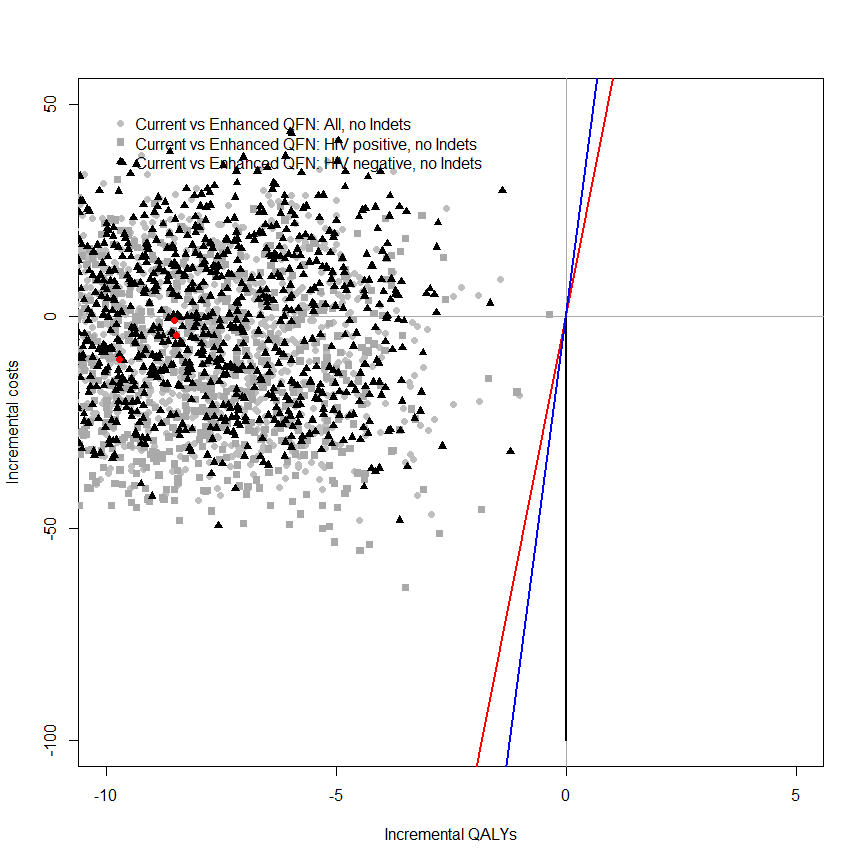 50
Current vs Enhanced QFN: All, no Indets
Current vs Enhanced QFN: HIV positive, no Indets
Current vs Enhanced QFN: HIV negative, no Indets
0
Incremental costs
-50
-100
-10
-5
0
5
Incremental QALYs